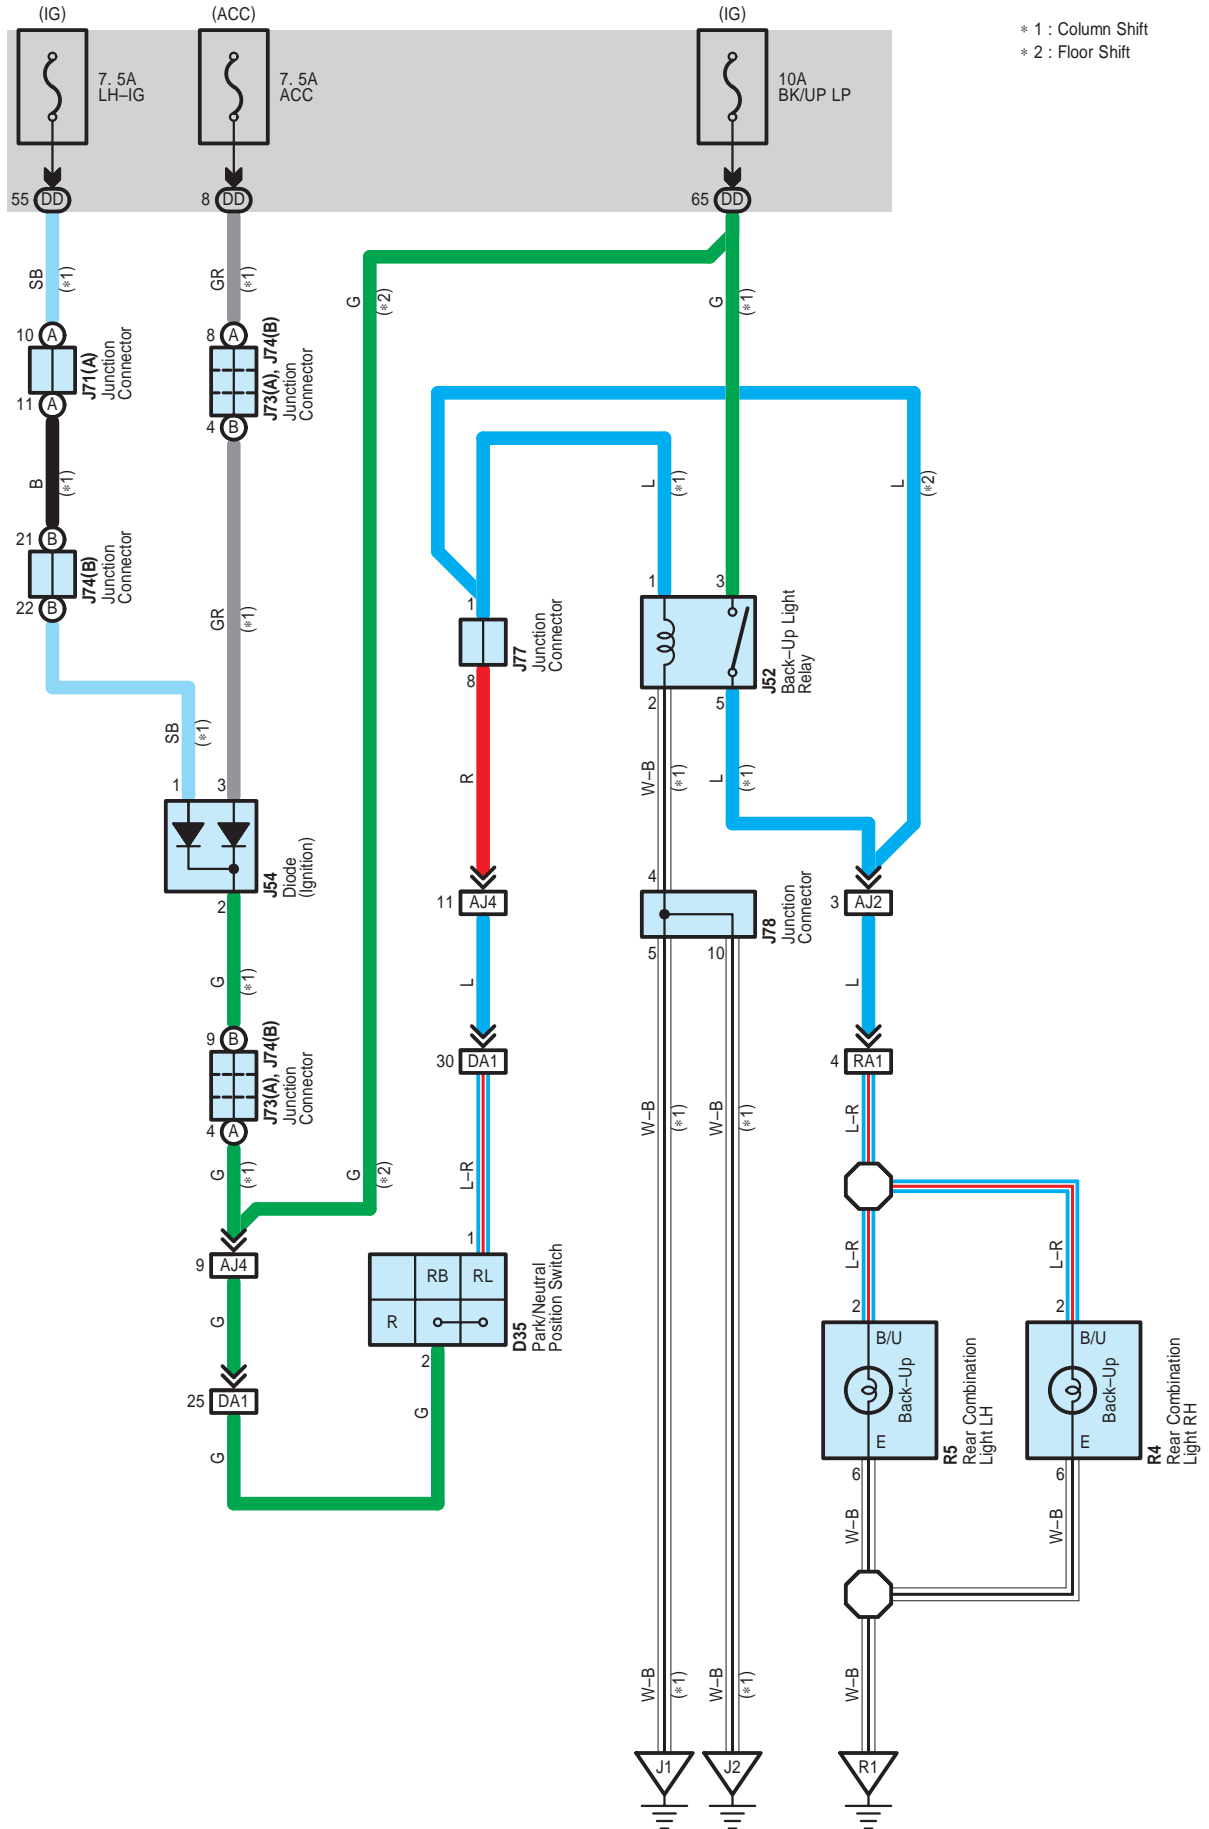 (IG)
(ACC)
(IG)
* 1 : Column Shift
* 2 : Floor Shift
7. 5A
LH–IG
7. 5A
ACC
10A
BK/UP LP
55 DD
8 DD
65 DD
SB
(*1)
GR
(*1)
G
(*2)
G
(*1)
10 A
J71(A)
Junction
Connector
11 A
8 A
J73(A), J74(B)
Junction
Connector
4 B
B
(*1)
L
(*1)
L
(*2)
21 B
J74(B)
Junction
Connector
22 B
GR
(*1)
1
J77
Junction
Connector
8
1
3
J52
Back–Up Light
Relay
2
5
SB
(*1)
R
W–B
(*1)
L
(*1)
1
3
J54
Diode
(Ignition)
2
11 AJ4
4
J78
Junction
Connector
5
10
3 AJ2
G
(*1)
L
L
9 B
J73(A), J74(B)
Junction
Connector
4 A
30 DA1
4 RA1
W–B
(*1)
W–B
(*1)
L–R
G
(*1)
G
(*2)
L–R
9 AJ4
1
RB
RL
R
D35
Park/Neutral
Position Switch
2
L–R
L–R
G
25 DA1
G
G
2
B/U
Back–Up
E
R5
Rear Combination
Light LH
6
2
B/U
Back–Up
E
R4
Rear Combination
Light RH
6
W–B
W–B
W–B
(*1)
W–B
(*1)
W–B
J1
J2
R1